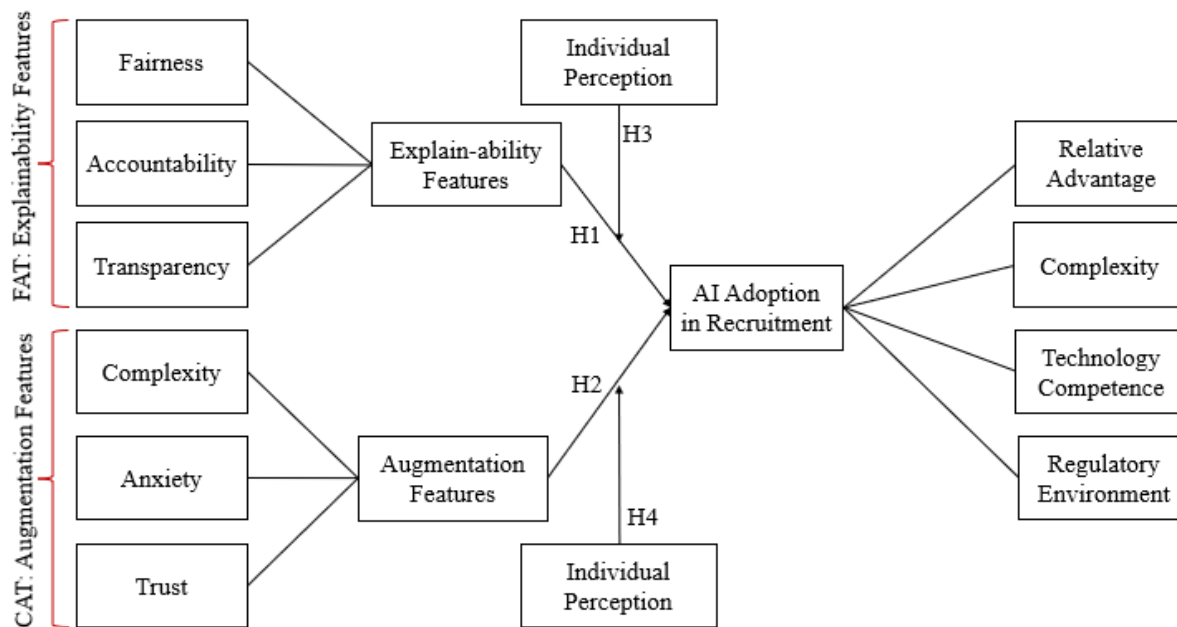 FAT: Explainability Features
Fairness
Accountability
Transparency
CAT: Augmentation Features
Complexity
Anxiety
Trust
Explain-ability
Features
Augmentation
Features
Individual
Perception
H3
H1
H2
H4
Individual
Perception
AI Adoption
in Recruitment
Relative
Advantage
Complexity
Technology
Competence
Regulatory
Environment